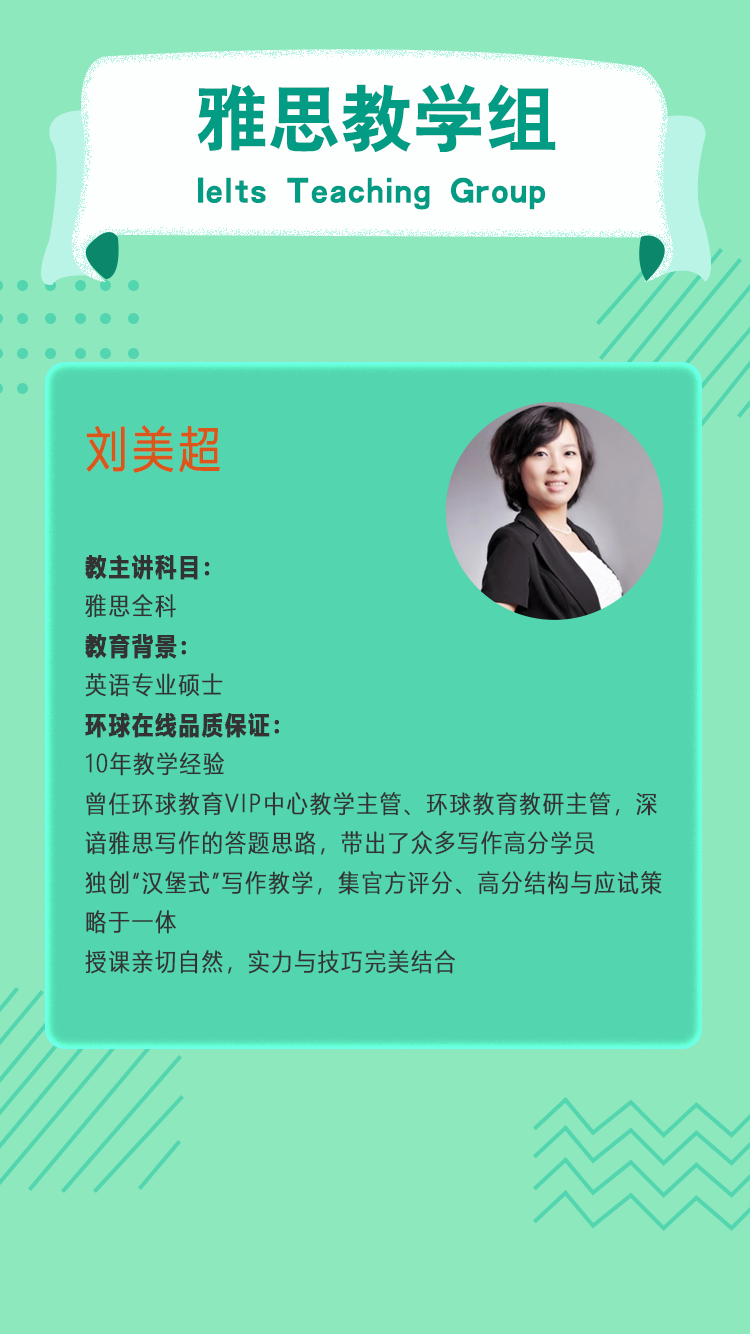 雅思教学组
Ielts Teaching Group
刘美超
教主讲科目：
雅思全科
教育背景：
英语专业硕士
环球在线品质保证：
10年教学经验
曾任环球教育VIP中心教学主管、环球教育教研主管，深
谙雅思写作的答题思路，带出了众多写作高分学员
独创“汉堡式”写作教学，集官方评分、高分结构与应试策
略于一体
授课亲切自然，实力与技巧完美结合